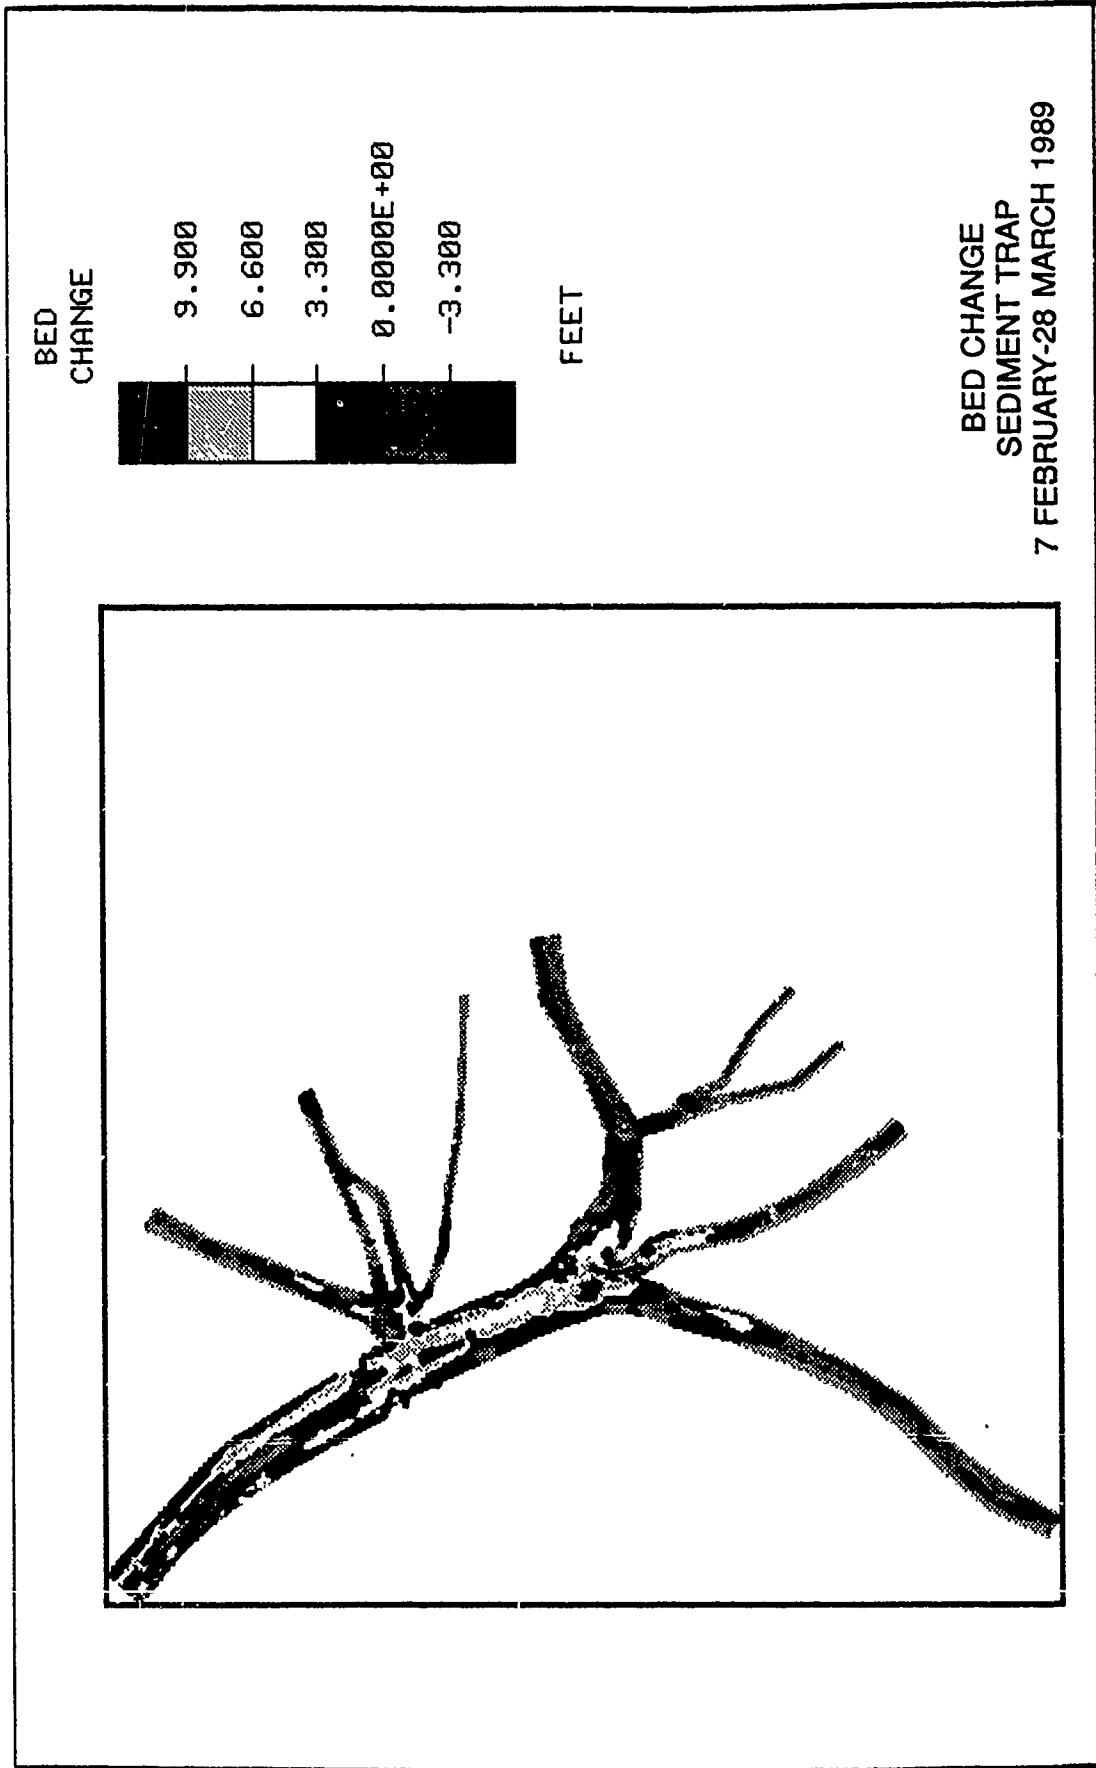 BED
CHANGE
9.900
6.600
3.300
0.0000E+00
-3.300
FEET
BED CHANGE
SEDIMENT TRAP
7 FEBRUARY-28 MARCH 1989